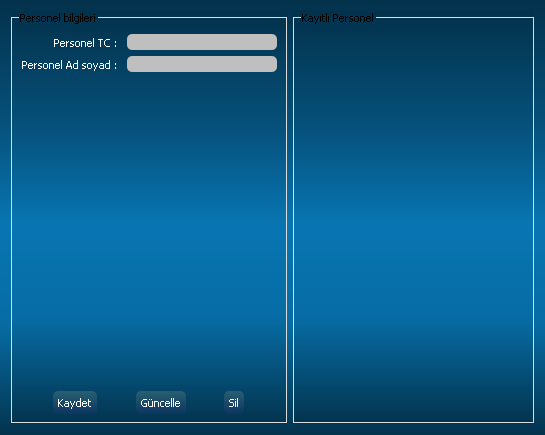 Personel bilgileri
Kayıtlı Personel
Personel TC :
Personel Ad soyad :
Kaydet
Güncelle
Sil